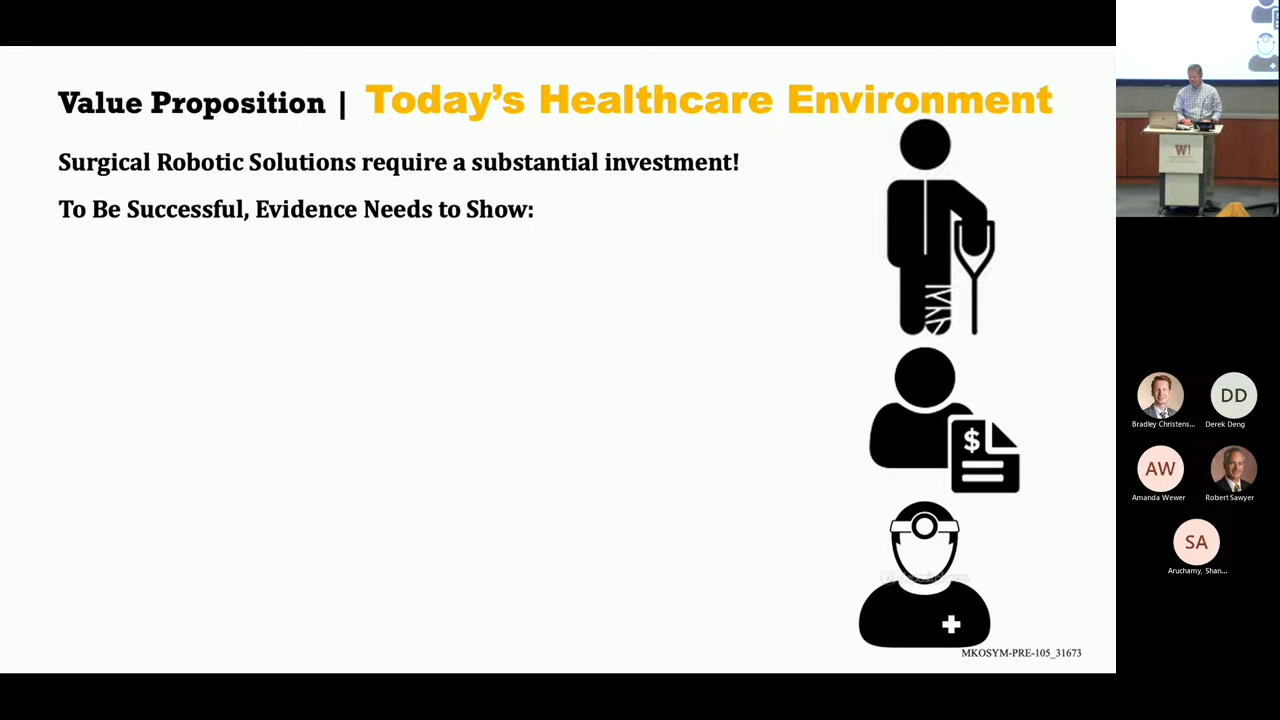 Value Proposition | Today's Healthcare Environment
Surgical Robotic Solutions require a substantial investment!
To Be Successful, Evidence Needs to Show:
$
MKOSYM-PRE-105_31673
W
Bradley Christens...
DD
Derek Deng
AW
Amanda Wewer
Robert Sawyer
SA
Aruchamy, Shan...